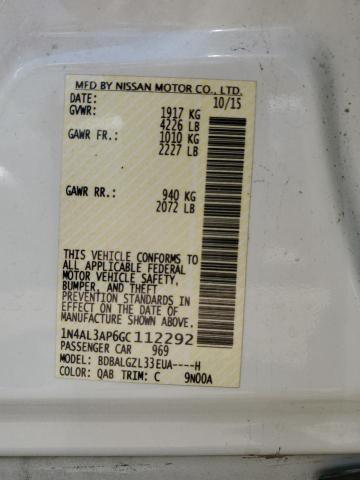 MFD BY NISSAN MOTOR CO., LTD.
DATE: 10/15
GVWR: 1917 KG
4226 LB
GAWR FR.: 1010 KG
2227 LB
GAWR RR.: 940 KG
2072 LB
THIS VEHICLE CONFORMS TO
ALL APPLICABLE FEDERAL
MOTOR VEHICLE SAFETY,
BUMPER, AND THEFT
PREVENTION STANDARDS IN
EFFECT ON THE DATE OF
MANUFACTURE SHOWN ABOVE.
1N4AL3AP6GC112292
PASSENGER CAR 969
MODEL: BDBALGZL33EUA----H
COLOR: QAB TRIM: C 9N00A